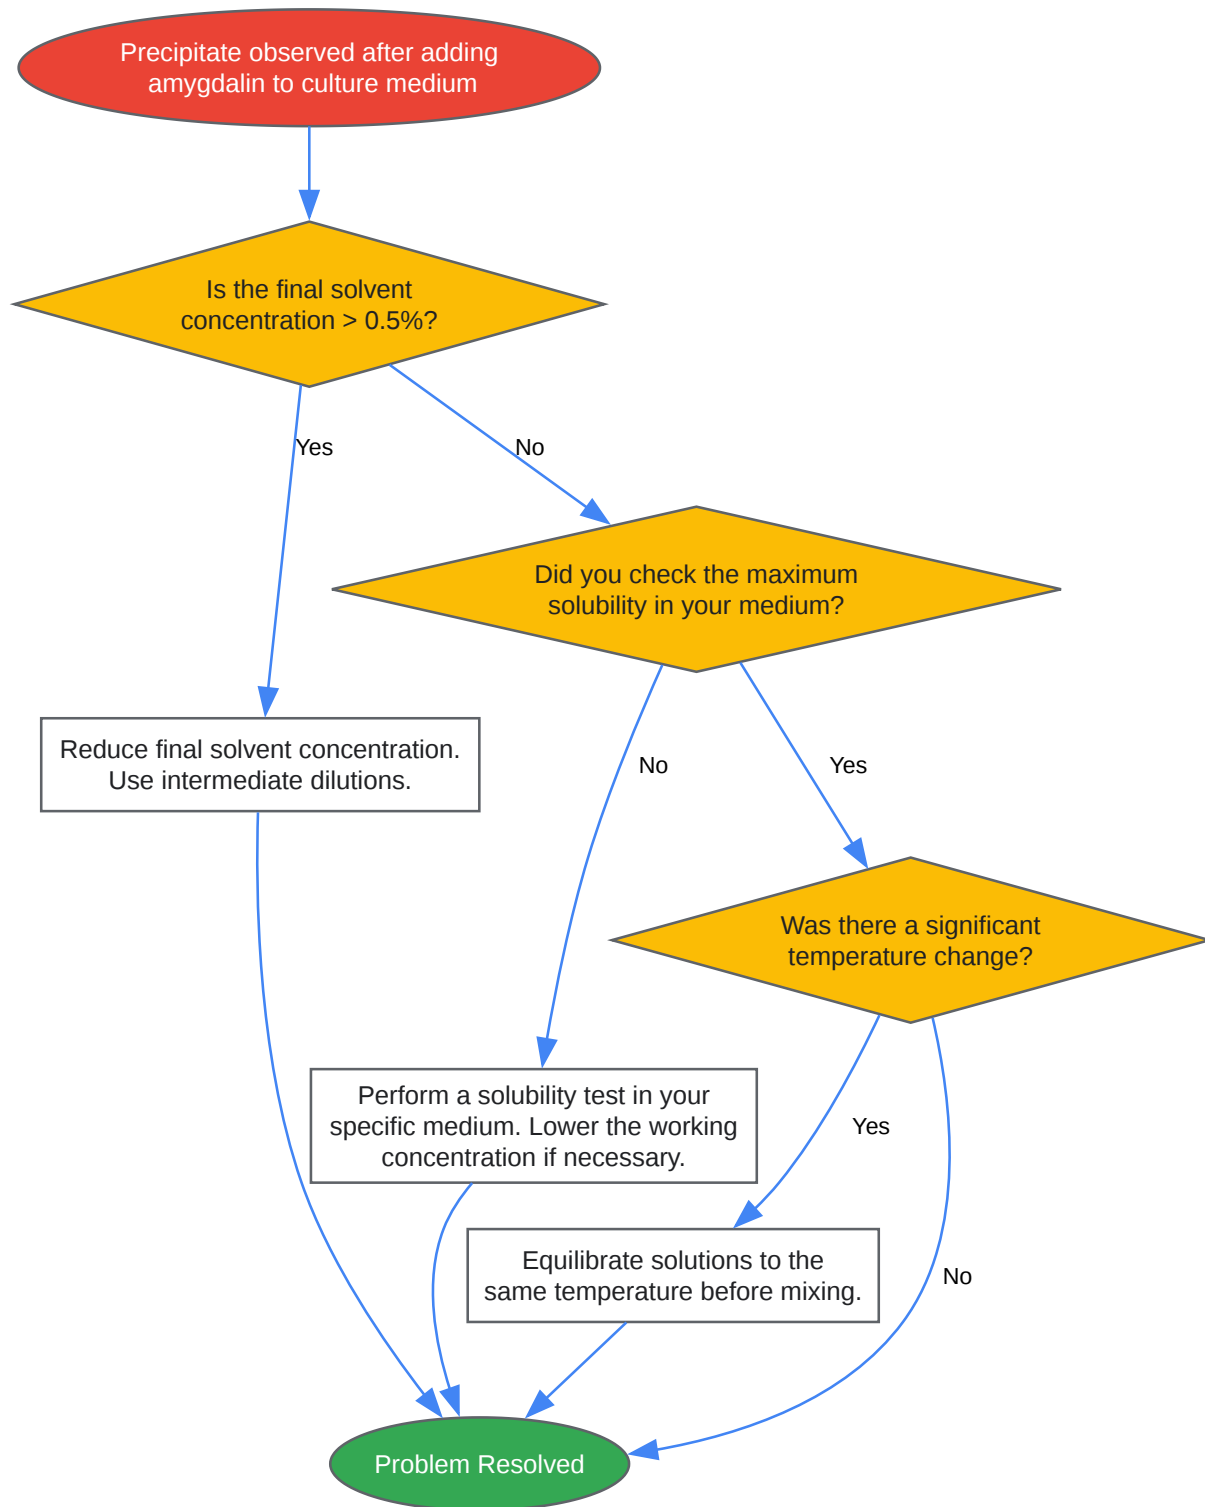 Precipitate observed after adding
amygdalin to culture medium
Is the final solvent
concentration > 0.5%?
Yes
No
Did you check the maximum
solubility in your medium?
Reduce final solvent concentration.
Use intermediate dilutions.
No
Yes
Was there a significant
temperature change?
Perform a solubility test in your
specific medium. Lower the working
concentration if necessary.
Yes
Equilibrate solutions to the
same temperature before mixing.
No
Problem Resolved